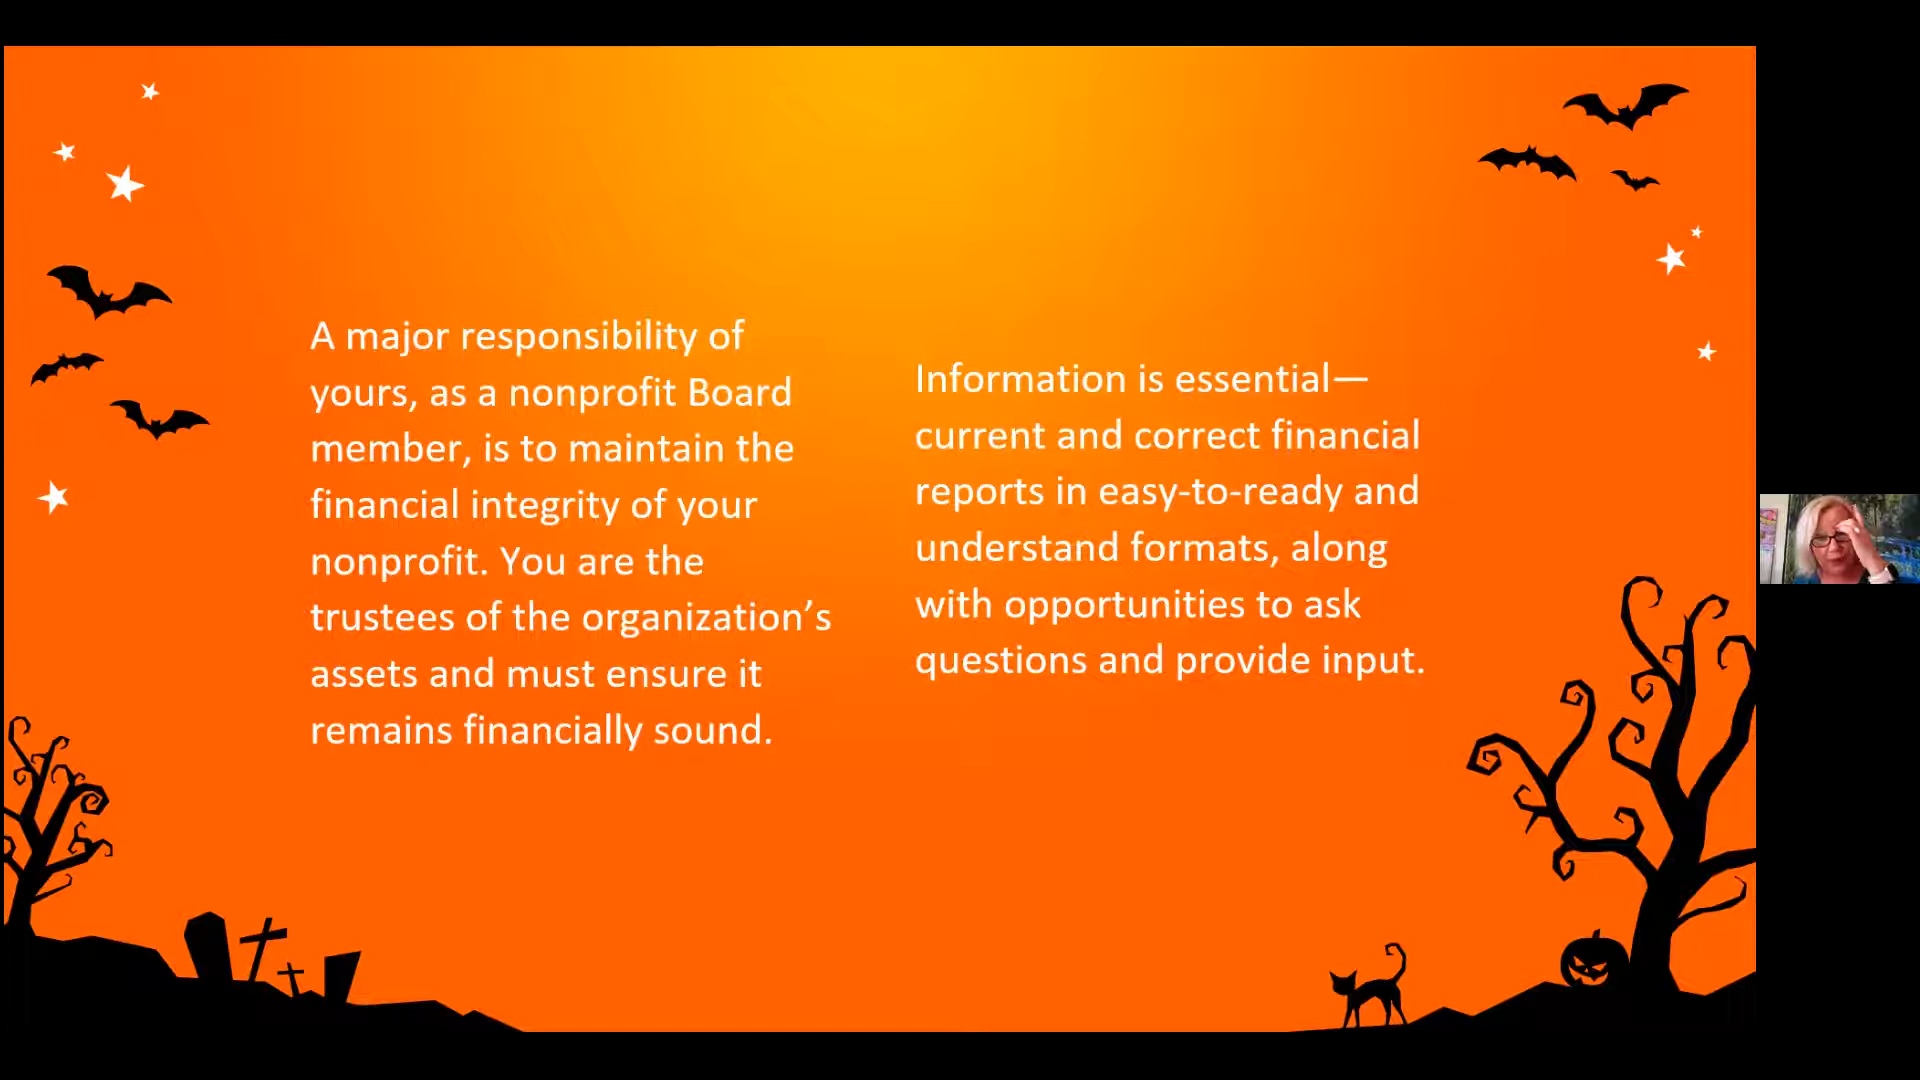 A major responsibility of
yours, as a nonprofit Board
member, is to maintain the
financial integrity of your
nonprofit. You are the
trustees of the organization’s
assets and must ensure it
remains financially sound.
Information is essential—
current and correct financial
reports in easy-to-ready and
understand formats, along
with opportunities to ask
questions and provide input.